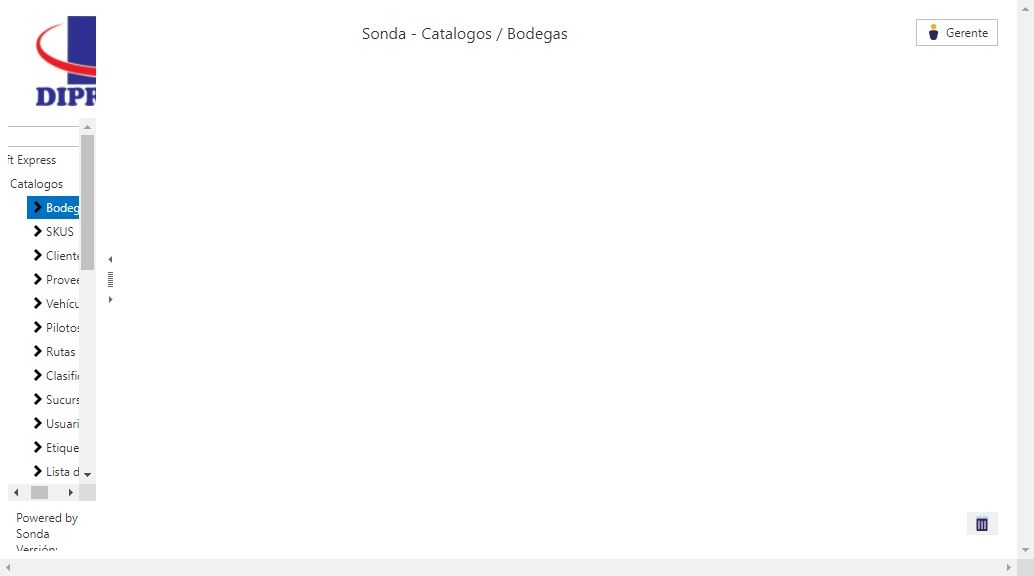 Sonda - Catalogos / Bodegas
Gerente
DIPR
ft Express
Catalogos
Bodeg
SKUS
Cliente
Provee
Vehícu
Pilotos
Rutas
Clasific
Sucurs
Usuari
Etique
Lista d
Powered by
Sonda
Versión: